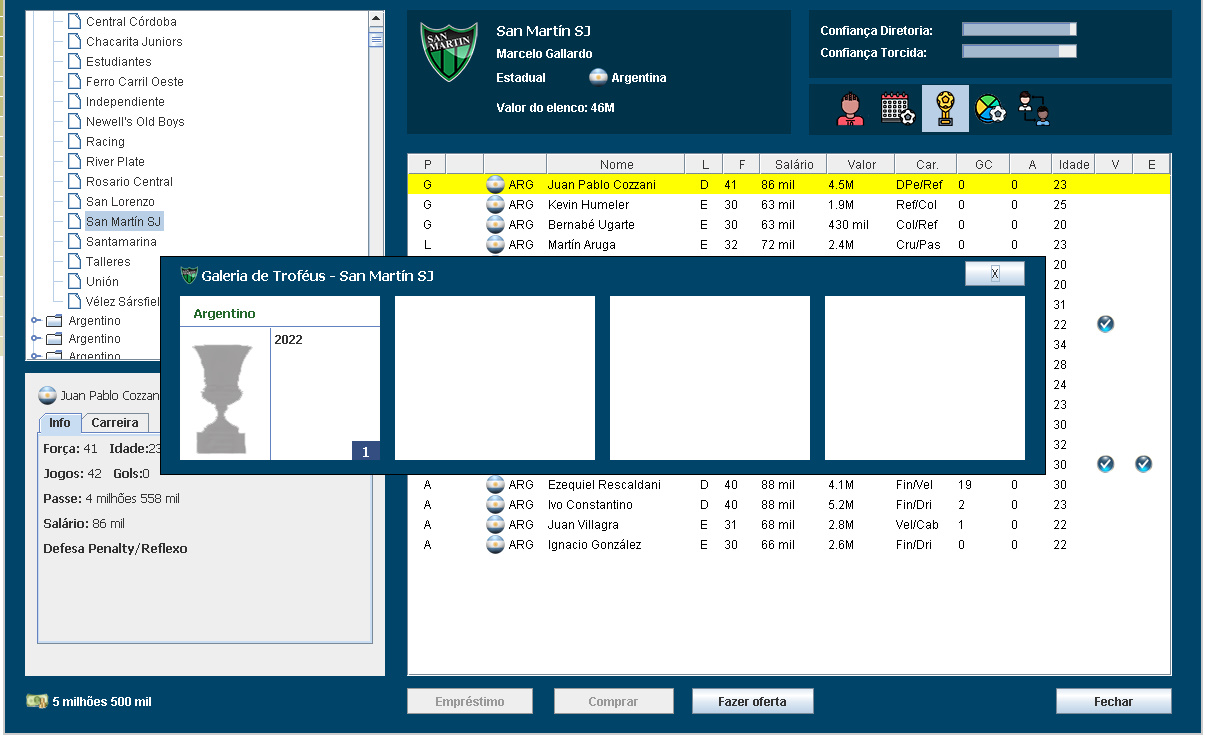 Central Córdoba
Chacarita Juniors
Estudiantes
Ferro Carril Oeste
Independiente
Newell's Old Boys
Racing
River Plate
Rosario Central
San Lorenzo
San Martín SJ
Santamarina
Talleres
Unión
Vélez Sársfiel
Argentino
Argentino
Argentino
SAN MARTIN
San Martín SJ
Marcelo Gallardo
Estadual Argentina
Valor do elenco: 46M
Confiança Diretoria:
Confiança Torcida:
P Nome L F Salário Valor Car. GC A Idade V E
G ARG Juan Pablo Cozzani D 41 86 mil 4.5M DPe/Ref 0 0 23
G ARG Kevin Humeler E 30 63 mil 1.9M Ref/Col 0 0 25
G ARG Bernabé Ugarte E 30 63 mil 430 mil Col/Ref 0 0 20
L ARG Martín Aruga E 32 72 mil 2.4M Cru/Pas 0 0 23
20
20
31
22
34
28
24
23
30
32
30
A ARG Ezequiel Rescaldani D 40 88 mil 4.1M Fin/Vel 19 0 30
A ARG Ivo Constantino D 40 88 mil 5.2M Fin/Dri 2 0 23
A ARG Juan Villagra E 31 68 mil 2.8M Vel/Cab 1 0 22
A ARG Ignacio González E 30 66 mil 2.6M Fin/Dri 0 0 22
Galeria de Troféus - San Martín SJ X
Argentino
2022
1
Juan Pablo Cozzan
Info Carreira
Força: 41 Idade:23
Jogos: 42 Gols:0
Passe: 4 milhões 558 mil
Salário: 86 mil
Defesa Penalty/Reflexo
5 milhões 500 mil
Empréstimo Comprar Fazer oferta Fechar